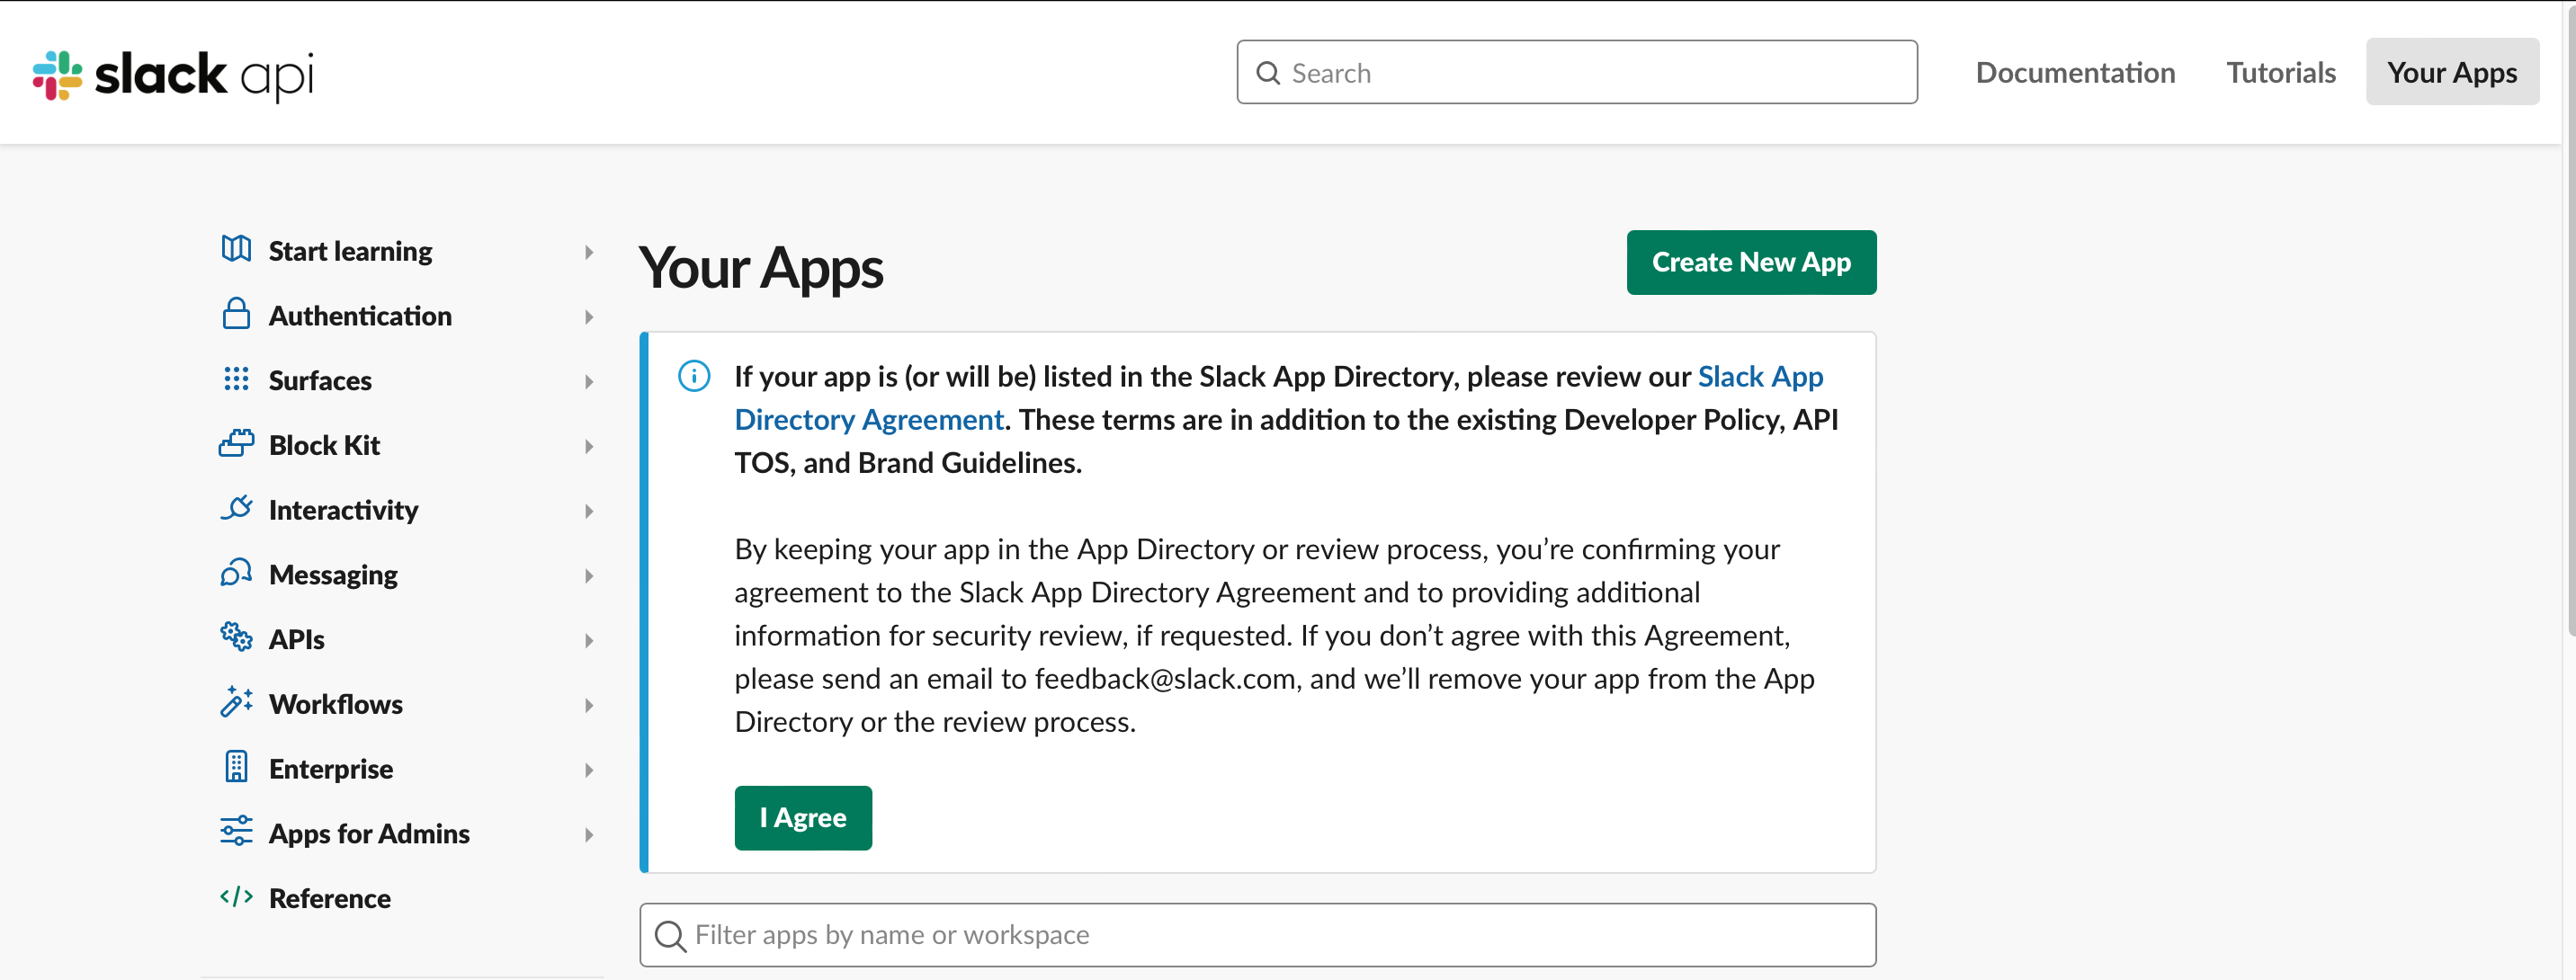 slack api
Search
Documentation
Tutorials
Your Apps
Start learning
Authentication
Surfaces
Block Kit
Interactivity
Messaging
APIs
Workflows
Enterprise
Apps for Admins
Reference
Your Apps
Create New App
If your app is (or will be) listed in the Slack App Directory, please review our Slack App
Directory Agreement. These terms are in addition to the existing Developer Policy, API
TOS, and Brand Guidelines.
By keeping your app in the App Directory or review process, you’re confirming your
agreement to the Slack App Directory Agreement and to providing additional
information for security review, if requested. If you don’t agree with this Agreement,
please send an email to feedback@slack.com, and we’ll remove your app from the App
Directory or the review process.
I Agree
Filter apps by name or workspace